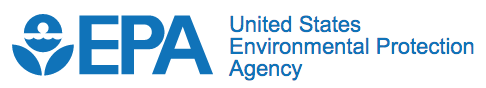 EPA
United States
Environmental Protection
Agency